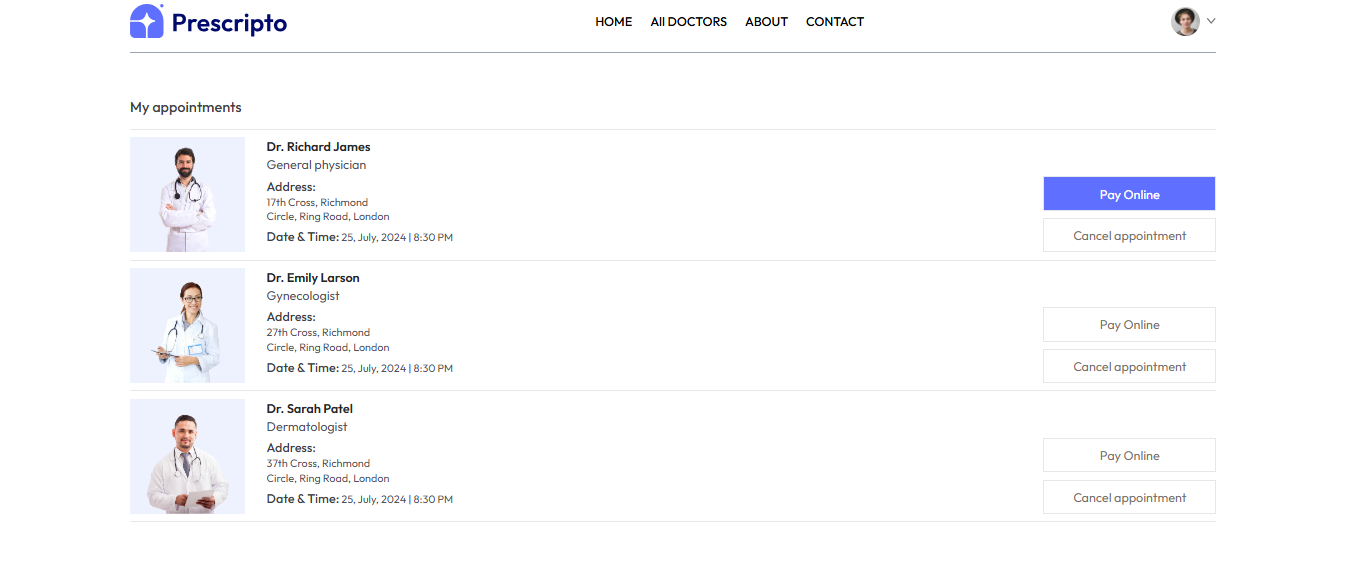 Prescripto
HOME All DOCTORS ABOUT CONTACT
My appointments
Dr. Richard James
General physician
Address:
17th Cross, Richmond
Circle, Ring Road, London
Date & Time: 25, July, 2024 | 8:30 PM
Pay Online
Cancel appointment
Dr. Emily Larson
Gynecologist
Address:
27th Cross, Richmond
Circle, Ring Road, London
Date & Time: 25, July, 2024 | 8:30 PM
Pay Online
Cancel appointment
Dr. Sarah Patel
Dermatologist
Address:
37th Cross, Richmond
Circle, Ring Road, London
Date & Time: 25, July, 2024 | 8:30 PM
Pay Online
Cancel appointment